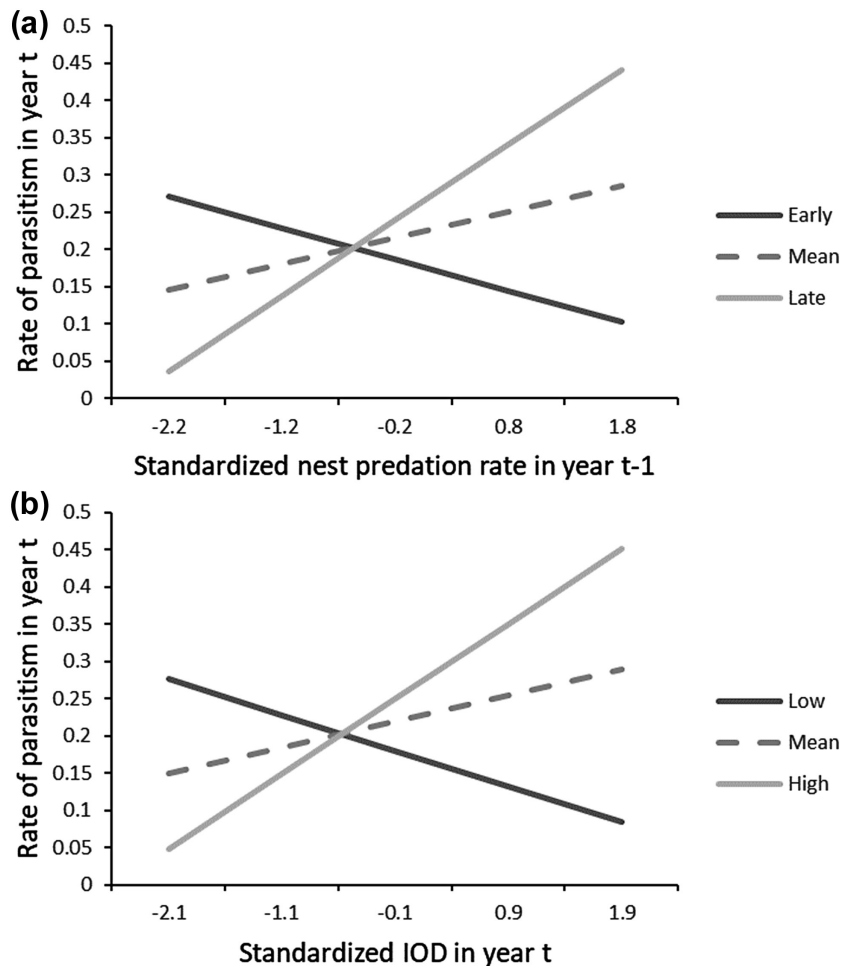 (a)
Rate of parasitism in year t
0.5
0.45
0.4
0.35
0.3
0.25
0.2
0.15
0.1
0.05
0
-2.2 -1.2 -0.2 0.8 1.8
Standardized nest predation rate in year t-1
Early
Mean
Late
(b)
Rate of parasitism in year t
0.5
0.45
0.4
0.35
0.3
0.25
0.2
0.15
0.1
0.05
0
-2.1 -1.1 -0.1 0.9 1.9
Standardized IOD in year t
Low
Mean
High